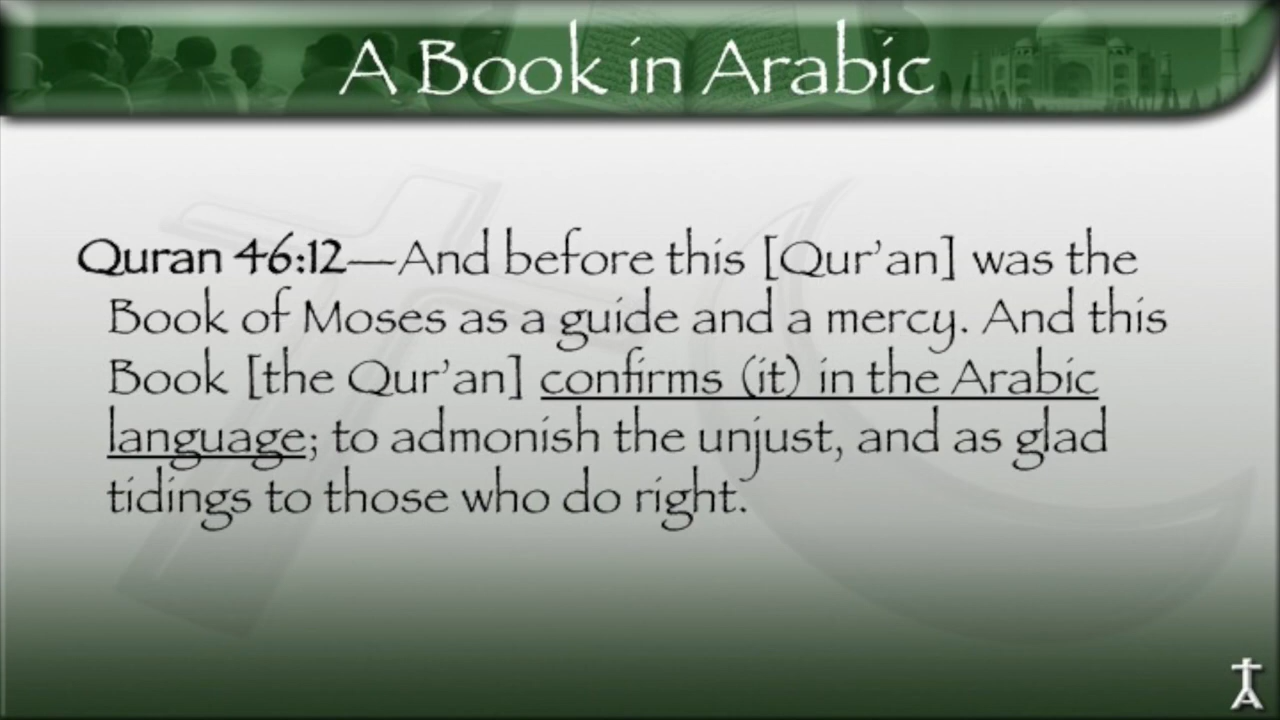 A Book in Arabic
Quran 46:12—And before this [Qur’an] was the
Book of Moses as a guide and a mercy. And this
Book [the Qur’an] confirms (it) in the Arabic
language; to admonish the unjust, and as glad
tidings to those who do right.